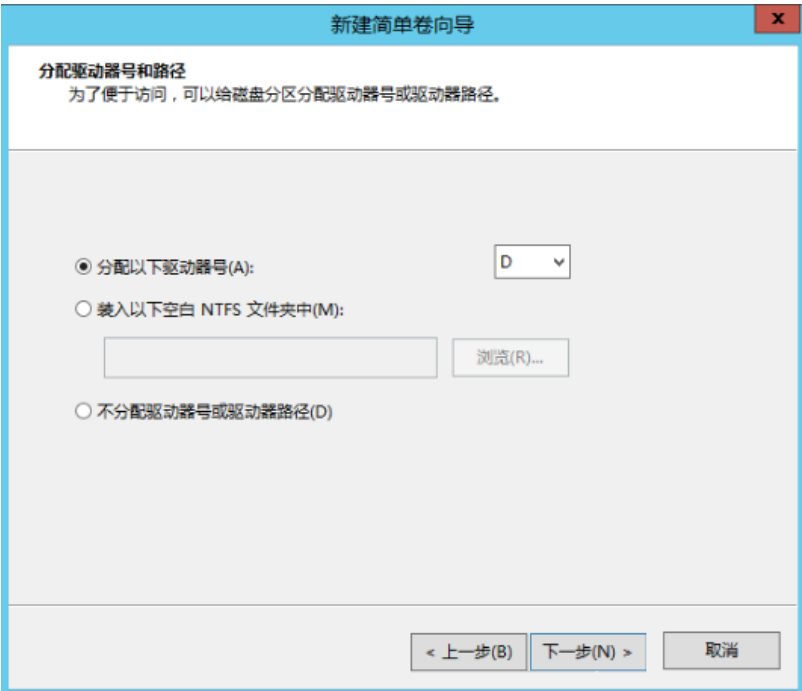 新建简单卷向导
x
分配驱动器号和路径
为了便于访问，可以给磁盘分区分配驱动器号或驱动器路径。
分配以下驱动器号(A): D
装入以下空白 NTFS 文件夹中(M):
浏览(R)...
不分配驱动器号或驱动器路径(D)
< 上一步(B) 下一步(N) > 取消